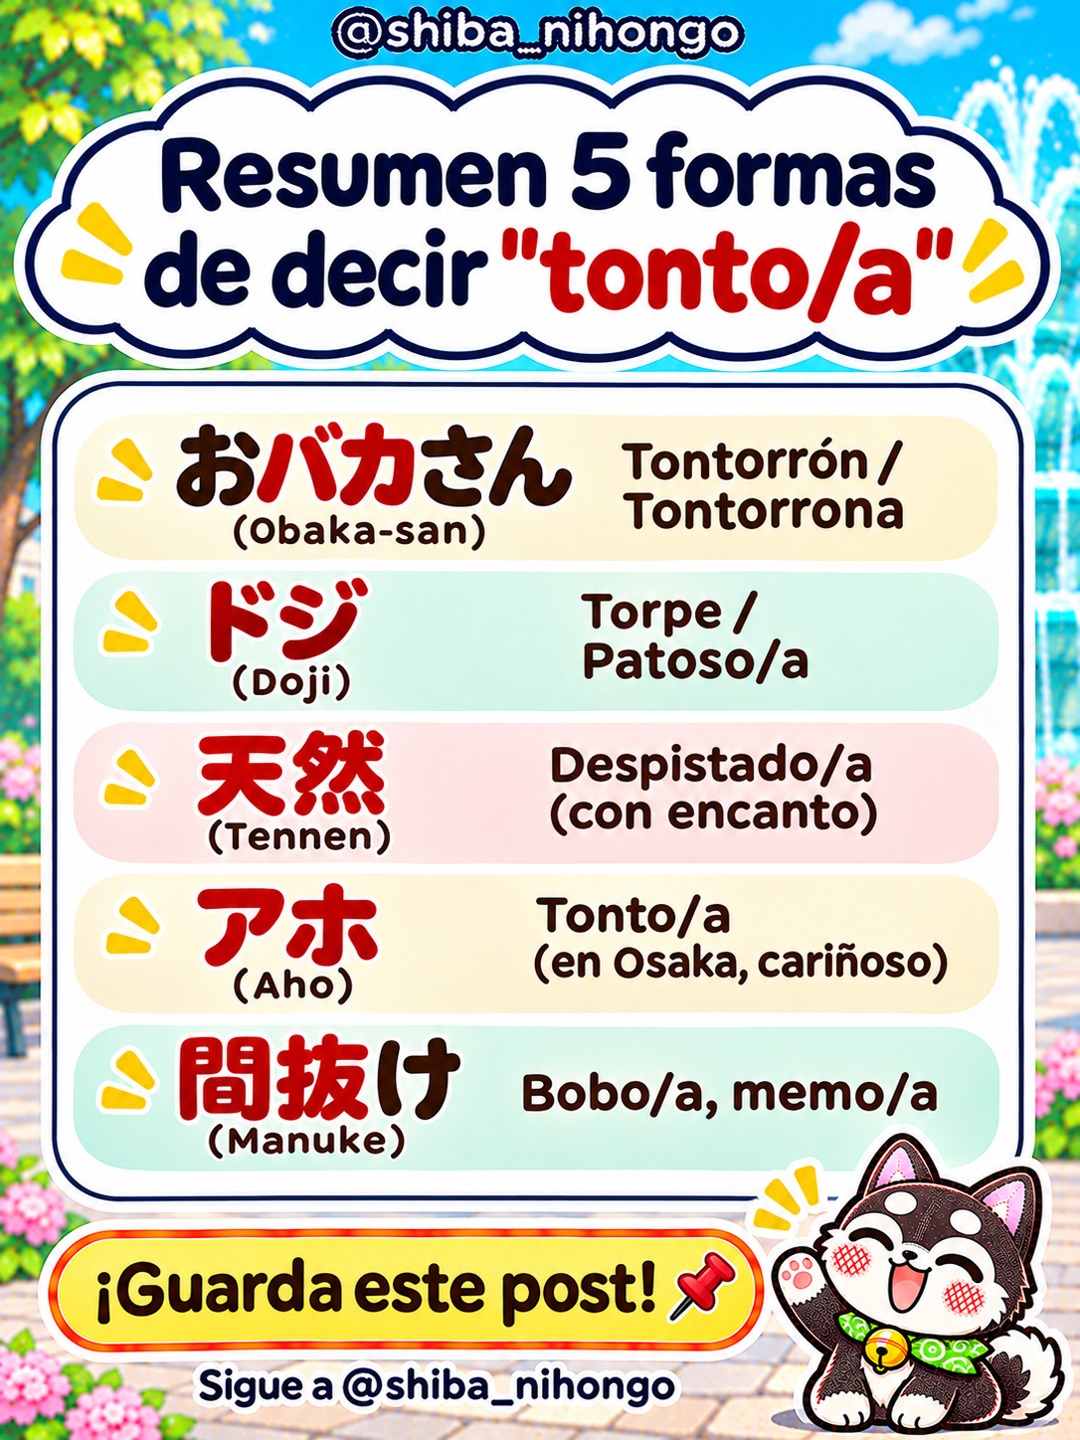 @shiba_nihongo
Resumen 5 formas
de decir "tonto/a"
おバカさん
(Obaka-san)
Tontorrón /
Tontorrona
ドジ
(Doji)
Torpe /
Patoso/a
天然
(Tennen)
Despistado/a
(con encanto)
アホ
(Aho)
Tonto/a
(en Osaka, cariñoso)
間抜け
(Manuke)
Bobo/a, memo/a
¡Guarda este post!
Sigue a @shiba_nihongo